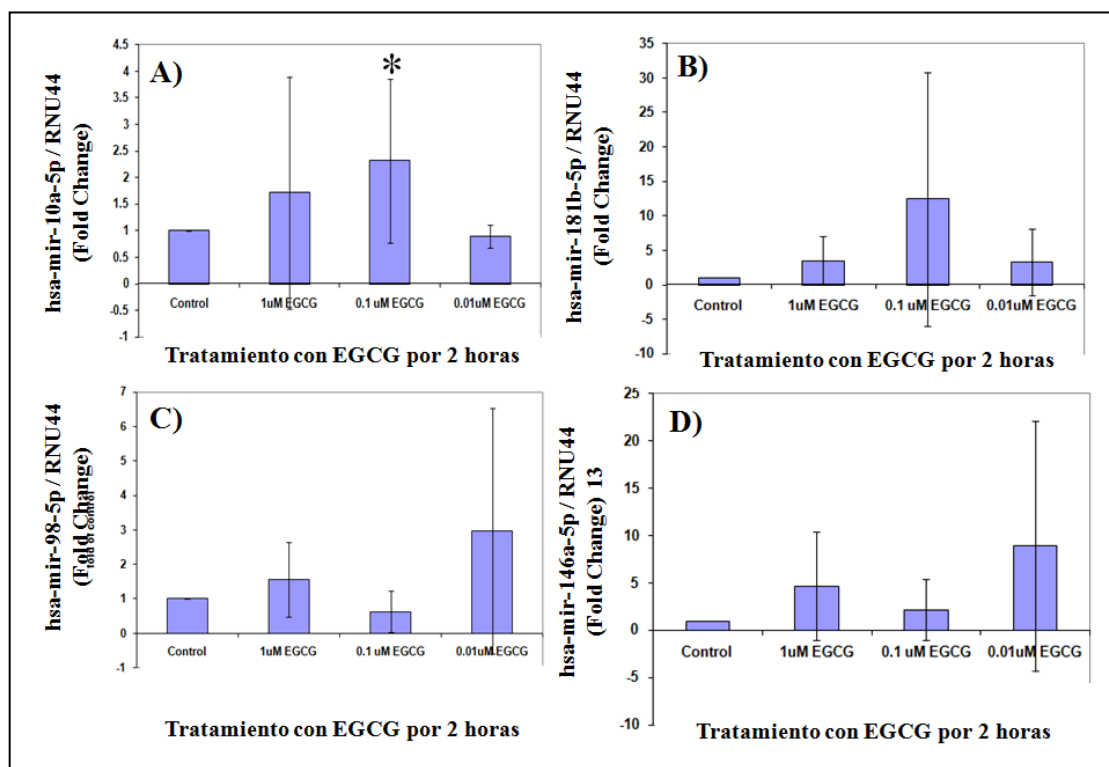 A)
hsa-mir-10a-5p / RNU44
(Fold Change)
4.5
4
3.5
3
2.5
2
1.5
1
0.5
0
-0.5
-1
*
Control
1uM EGCG
0.1 uM EGCG
0.01uM EGCG
Tratamiento con EGCG por 2 horas
B)
hsa-mir-181b-5p / RNU44
(Fold Change)
35
30
25
20
15
10
5
0
-5
-10
Control
1uM EGCG
0.1 uM EGCG
0.01uM EGCG
Tratamiento con EGCG por 2 horas
C)
hsa-mir-98-5p / RNU44
(Fold Change)
fold of control
7
6
5
4
3
2
1
0
-1
Control
1uM EGCG
0.1 uM EGCG
0.01uM EGCG
Tratamiento con EGCG por 2 horas
D)
hsa-mir-146a-5p / RNU44
(Fold Change) 13
25
20
15
10
5
0
-5
-10
Control
1uM EGCG
0.1 uM EGCG
0.01uM EGCG
Tratamiento con EGCG por 2 horas